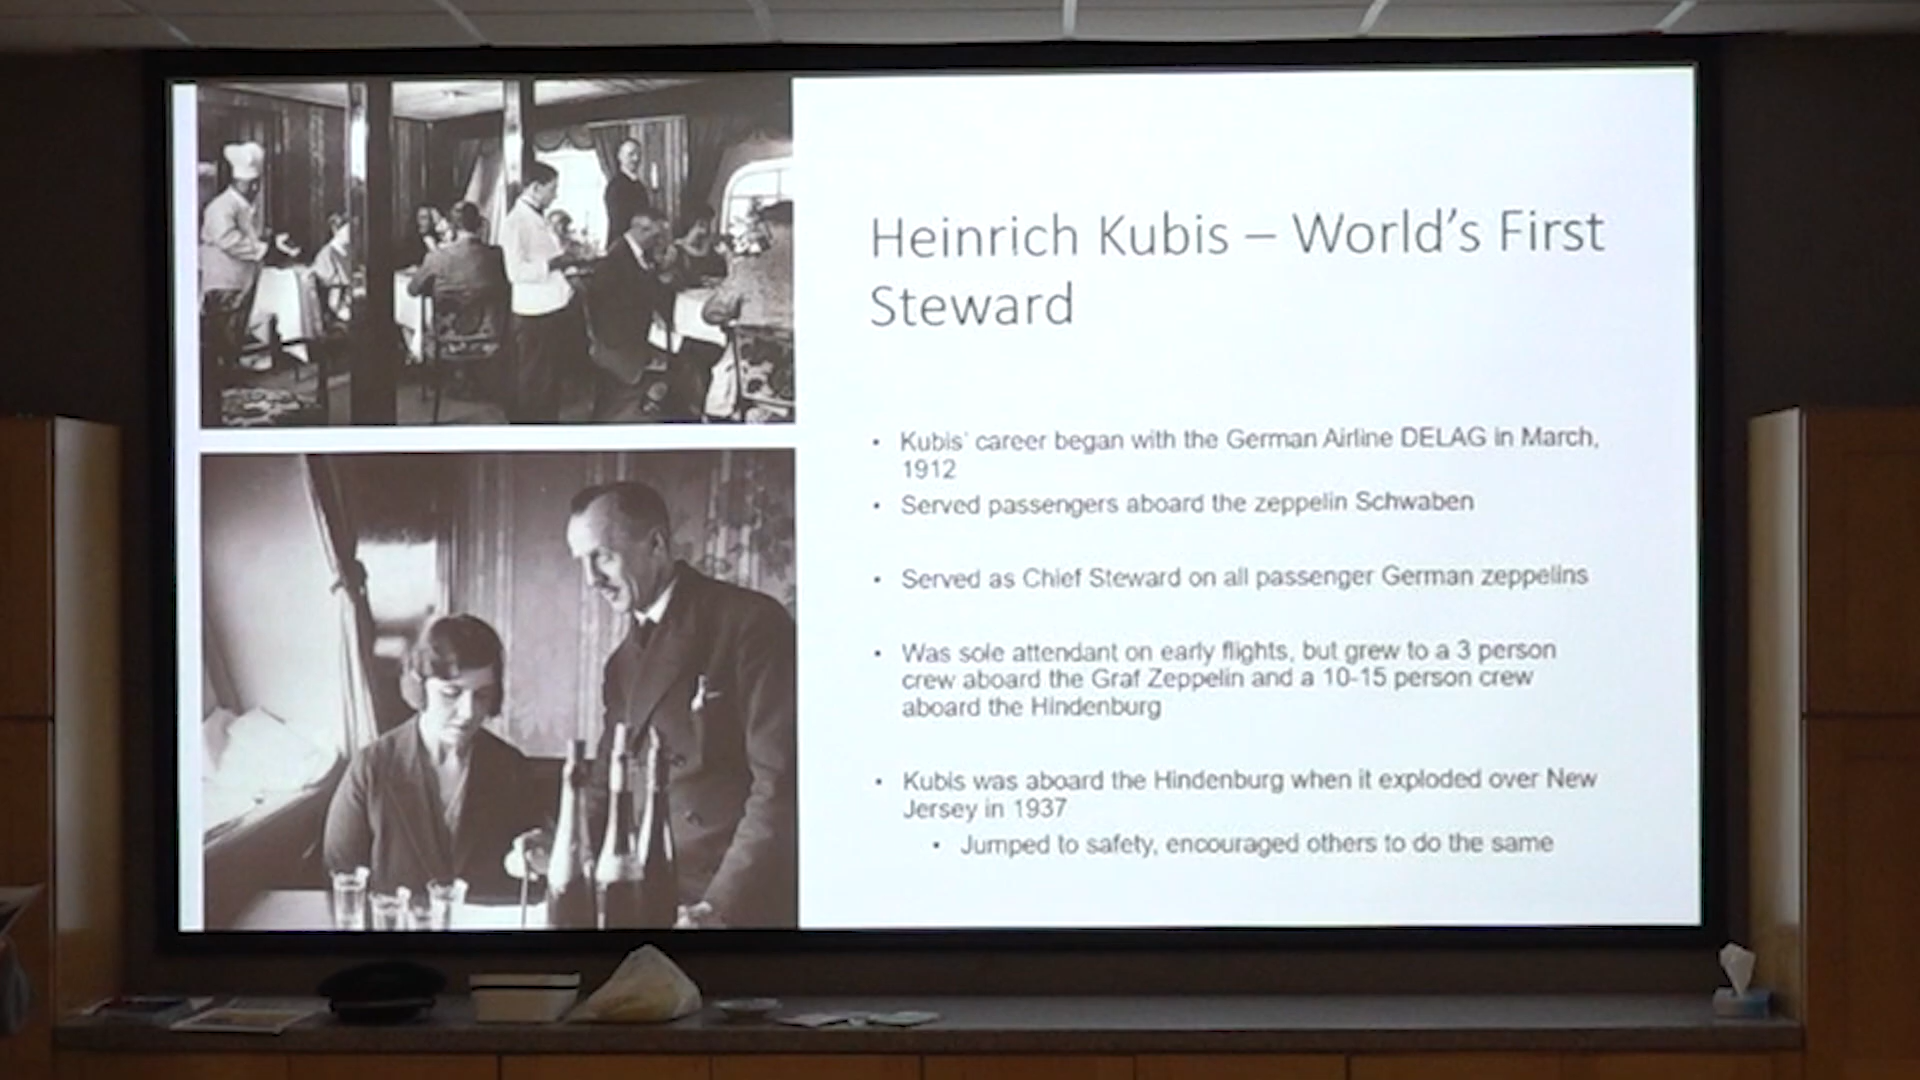 Heinrich Kubis – World's First
Steward
• Kubis' career began with the German Airline DELAG in March,
1912
• Served passengers aboard the zeppelin Schwaben
• Served as Chief Steward on all passenger German zeppelins
• Was sole attendant on early flights, but grew to a 3 person
crew aboard the Graf Zeppelin and a 10-15 person crew
aboard the Hindenburg
• Kubis was aboard the Hindenburg when it exploded over New
Jersey in 1937
• Jumped to safety, encouraged others to do the same